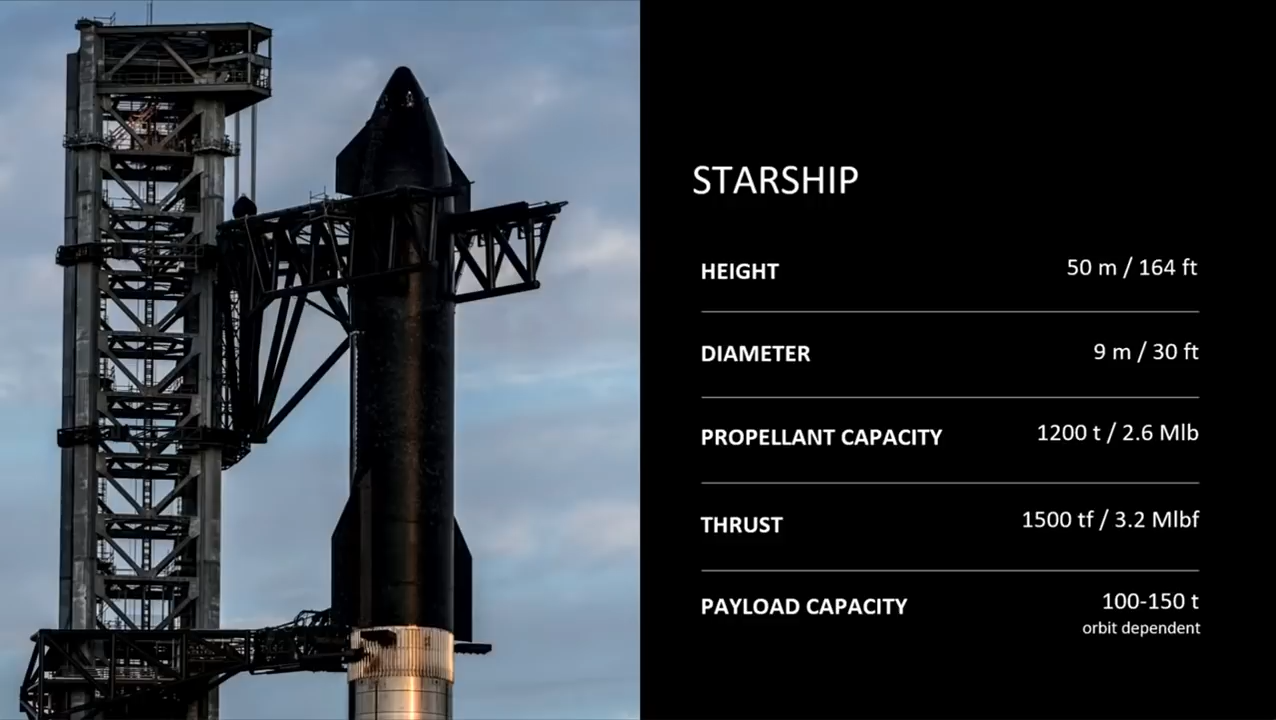 STARSHIP
HEIGHT 50 m / 164 ft
DIAMETER 9 m / 30 ft
PROPELLANT CAPACITY 1200 t / 2.6 Mlb
THRUST 1500 tf / 3.2 Mlbf
PAYLOAD CAPACITY 100-150 t
orbit dependent